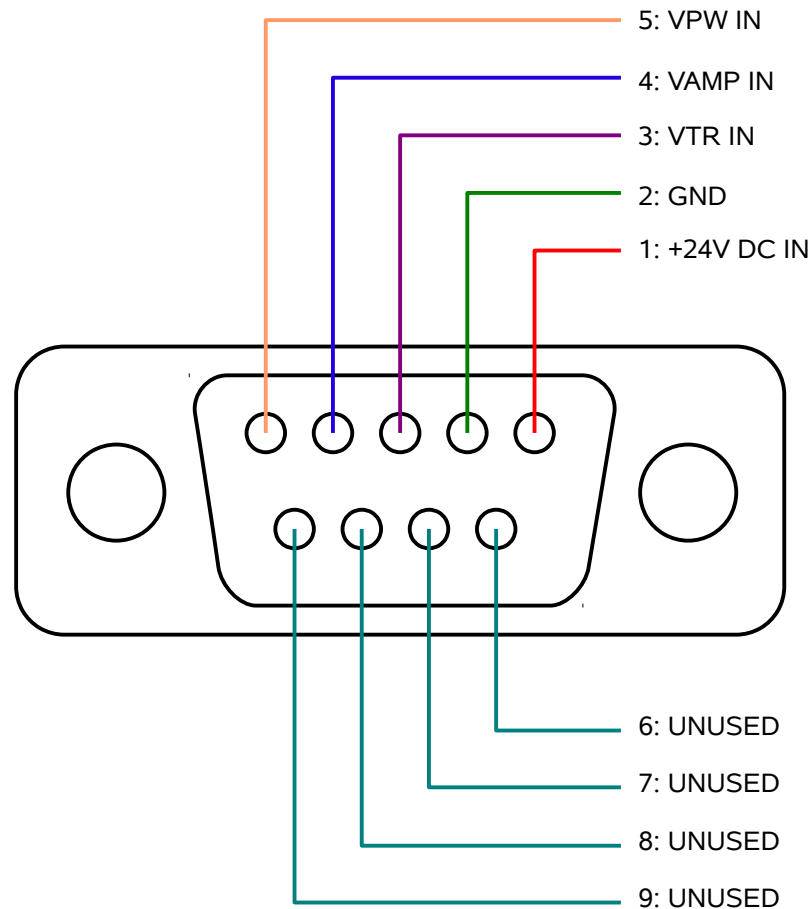 5: VPW IN
4: VAMP IN
3: VTR IN
2: GND
1: +24V DC IN
6: UNUSED
7: UNUSED
8: UNUSED
9: UNUSED